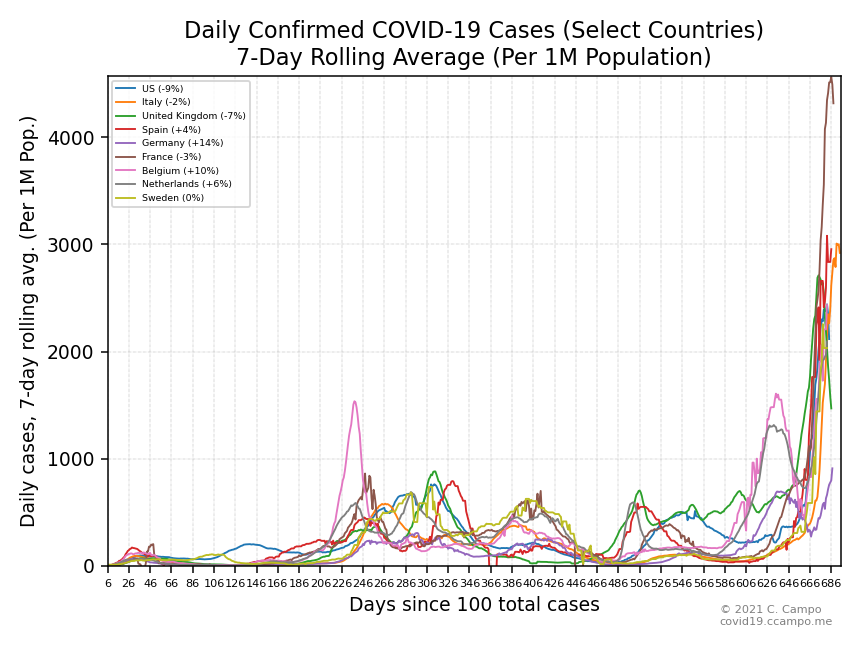 Daily Confirmed COVID-19 Cases (Select Countries)
7-Day Rolling Average (Per 1M Population)
Daily cases, 7-day rolling avg. (Per 1M Pop.)
4000
3000
2000
1000
0
US (-9%)
Italy (-2%)
United Kingdom (-7%)
Spain (+4%)
Germany (+14%)
France (-3%)
Belgium (+10%)
Netherlands (+6%)
Sweden (0%)
6 26 46 66 86 106 126 146 166 186 206 226 246 266 286 306 326 346 366 386 406 426 446 466 486 506 526 546 566 586 606 626 646 666 686
Days since 100 total cases
© 2021 C. Campo
covid19.ccampo.me